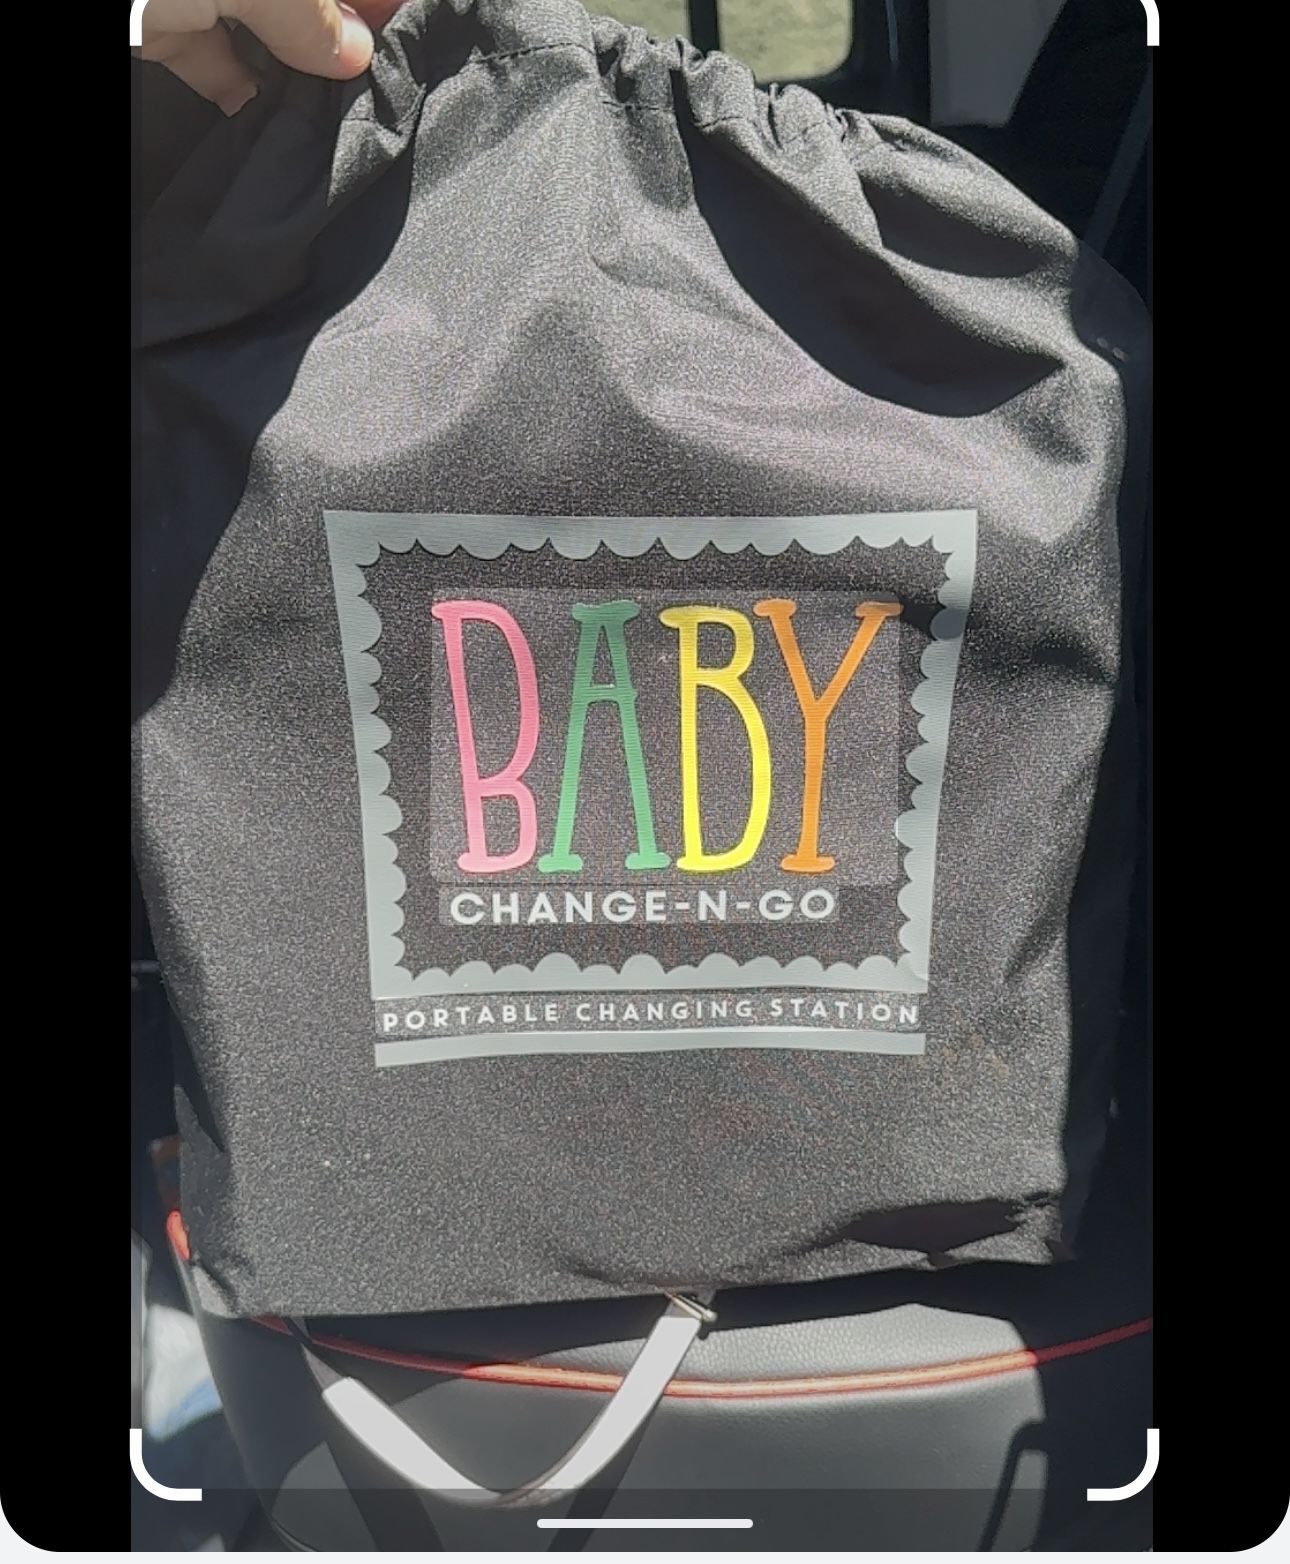 BABY
CHANGE-N-GO
PORTABLE CHANGING STATION